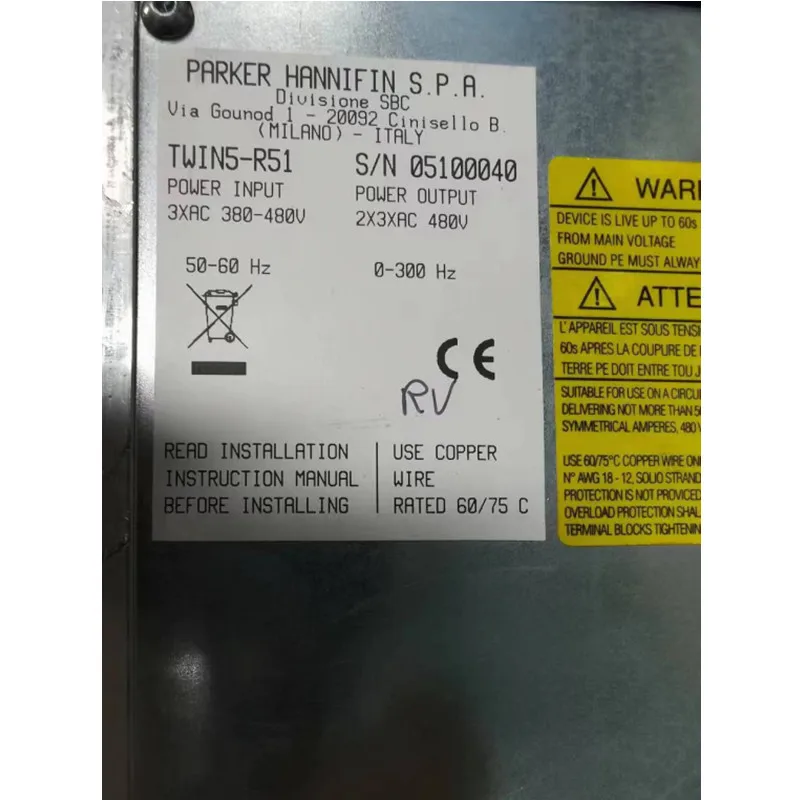 PARKER HANNIFIN S.P.A.
Divisione SBC
Via Gounod 1 - 20092 Cinisello B.
(MILANO) - ITALY
TWIN5-R51 S/N 05100040
POWER INPUT POWER OUTPUT
3XAC 380-480V 2X3XAC 480V
50-60 Hz 0-300 Hz
CE
RV
READ INSTALLATION
INSTRUCTION MANUAL
BEFORE INSTALLING
USE COPPER
WIRE
RATED 60/75 C
WAR
DEVICE IS LIVE UP TO 60s
FROM MAIN VOLTAGE
GROUND PE MUST ALWAY
ATTE
L'APPAREIL EST SOUS TENSI
60s APRES LA COUPURE DE
TERRE PE DOIT ENTRE TOU J
SUITABLE FOR USE ON A CIRCUI
DELIVERING NOT MORE THAN 5
SYMMETRICAL AMPERES, 480 V
USE 60/75°C COPPER WIRE ON
N° AWG 18 - 12, SOLIO STRAND
PROTECTION IS NOT PROVICED
OVERLOAD PROTECTION SHAL
TERMINAL BLOCKS TIGHTENIN